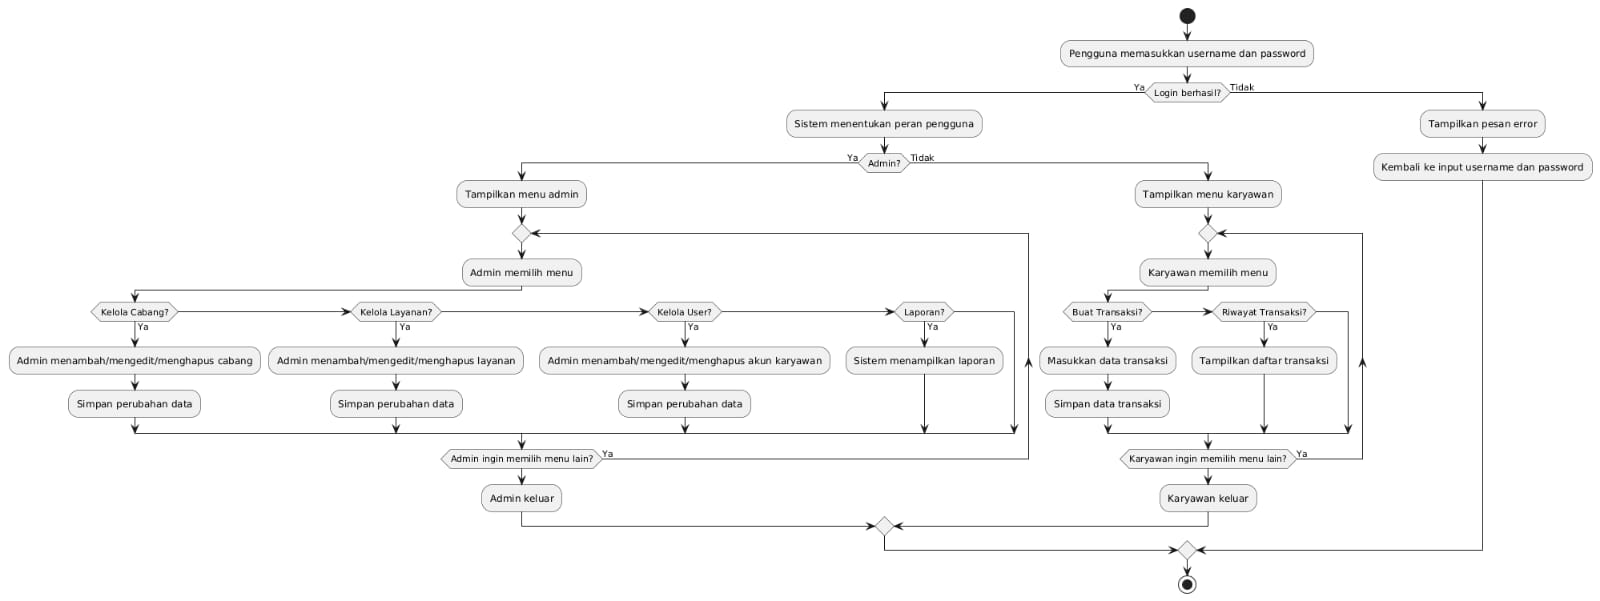 Pengguna memasukkan username dan password
Ya
Login berhasil?
Tidak
Sistem menentukan peran pengguna
Tampilkan pesan error
Ya
Admin?
Tidak
Kembali ke input username dan password
Tampilkan menu admin
Tampilkan menu karyawan
Admin memilih menu
Karyawan memilih menu
Kelola Cabang?
Ya
Kelola Layanan?
Ya
Kelola User?
Ya
Laporan?
Ya
Buat Transaksi?
Ya
Riwayat Transaksi?
Ya
Admin menambah/mengedit/menghapus cabang
Admin menambah/mengedit/menghapus layanan
Admin menambah/mengedit/menghapus akun karyawan
Sistem menampilkan laporan
Masukkan data transaksi
Tampilkan daftar transaksi
Simpan perubahan data
Simpan perubahan data
Simpan perubahan data
Simpan data transaksi
Admin ingin memilih menu lain?
Ya
Karyawan ingin memilih menu lain?
Ya
Admin keluar
Karyawan keluar